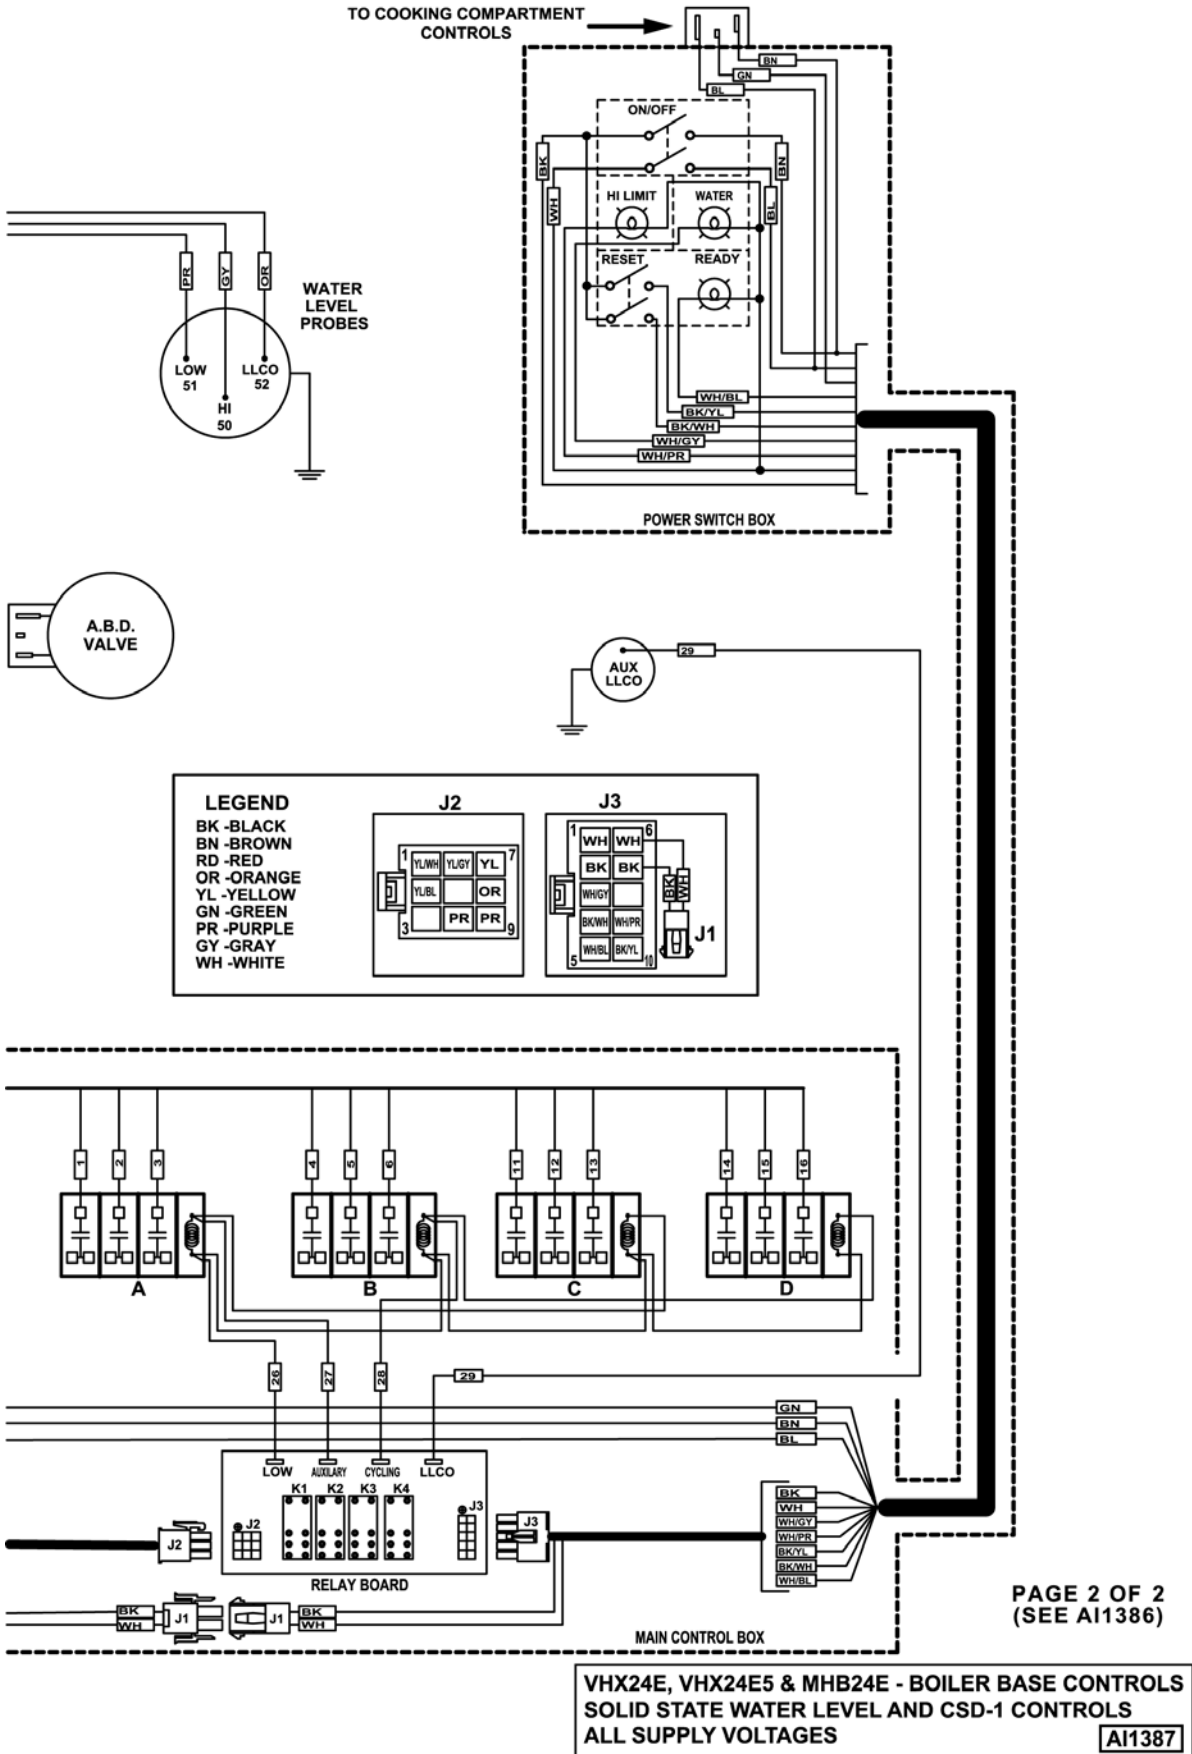 TO COOKING COMPARTMENT
CONTROLS
BN
GN
BL
ON/OFF
BK
BN
WH
BL
HI LIMIT
WATER
RESET
READY
PR
GY
OR
WATER
LEVEL
PROBES
LOW
51
LLCO
52
HI
50
WH/BL
BK/YL
BK/WH
WH/GY
WH/PR
POWER SWITCH BOX
A.B.D.
VALVE
AUX
LLCO
29
LEGEND
BK -BLACK
BN -BROWN
RD -RED
OR -ORANGE
YL -YELLOW
GN -GREEN
PR -PURPLE
GY -GRAY
WH -WHITE
J2
1
YL/WH YL/GY YL
7
YL/BL OR
3
PR PR
9
J3
1
WH WH
6
BK BK
WH/GY
BK/WH WH/PR
5
WH/BL BK/YL
10
BK
WH
J1
1
2
3
4
5
6
11
12
13
14
15
16
A
B
C
D
26
27
28
29
GN
BN
BL
LOW
AUXILARY
CYCLING
LLCO
K1
K2
K3
K4
J2
J3
J2
J3
BK
WH
WH/GY
WH/PR
BK/YL
BK/WH
WH/BL
RELAY BOARD
BK
WH
J1
J1
BK
WH
MAIN CONTROL BOX
PAGE 2 OF 2
(SEE AI1386)
VHX24E, VHX24E5 & MHB24E - BOILER BASE CONTROLS
SOLID STATE WATER LEVEL AND CSD-1 CONTROLS
ALL SUPPLY VOLTAGES
AI1387